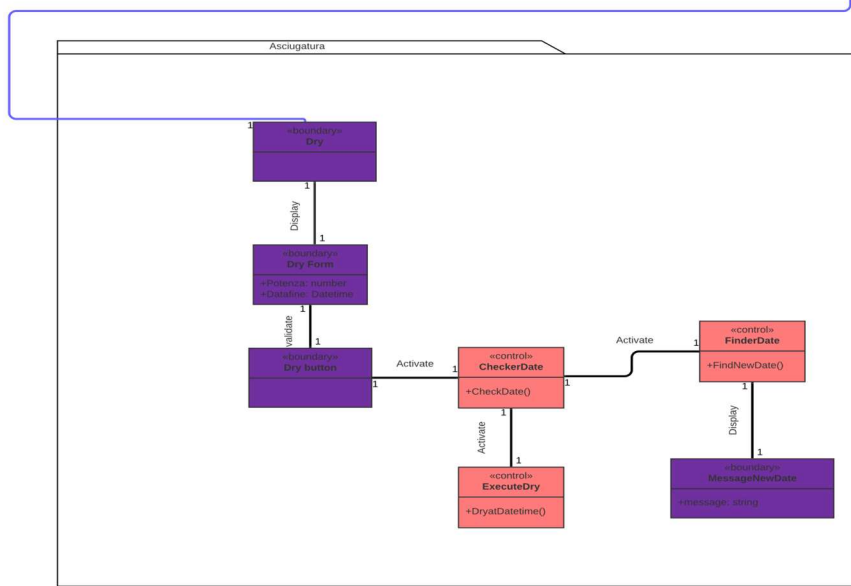 Asciugatura
1
«boundary»
Dry
1
Display
1
«boundary»
Dry Form
+Potenza: number
+Datafine: Datetime
1
validate
1
«boundary»
Dry button
1
Activate
1
«control»
CheckerDate
+CheckDate()
1
Activate
1
«control»
FinderDate
+FindNewDate()
1
Activate
1
«control»
ExecuteDry
+DryatDatetime()
1
Display
1
«boundary»
MessageNewDate
+message: string